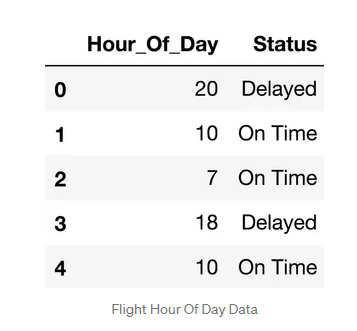 Hour_Of_Day Status
0 20 Delayed
1 10 On Time
2 7 On Time
3 18 Delayed
4 10 On Time
Flight Hour Of Day Data